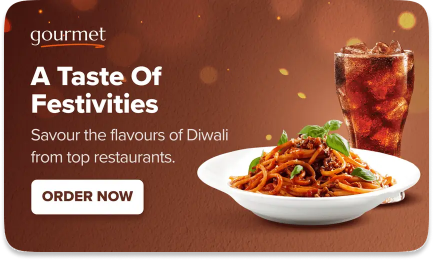 gourmet
A Taste Of
Festivities
Savour the flavours of Diwali
from top restaurants.
ORDER NOW